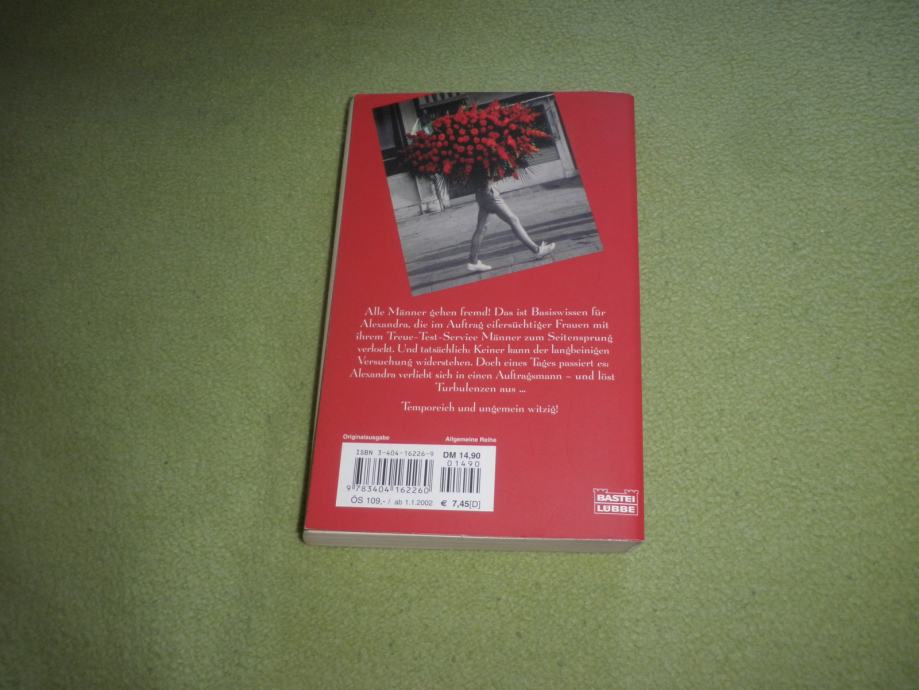 Alle Männer gehen fremd! Das ist Basiswissen für
Alexandra, die im Auftrag eifersüchtiger Frauen mit
ihrem Treue-Test-Service Männer zum Seitensprung
verlockt. Und tatsächlich: Keiner kann der langbeinigen
Versuchung widerstehen. Doch eines Tages passiert es:
Alexandra verliebt sich in einen Auftragsmann – und löst
Turbulenzen aus ...
Temporeich und ungemein witzig!
Originalausgabe Allgemeine Reihe
ISBN 3-404-16226-9 DM 14,90
01490
9 783404 162260
ÖS 109,- / ab 1.1.2002 € 7,45[D]
BASTEI
LÜBBE